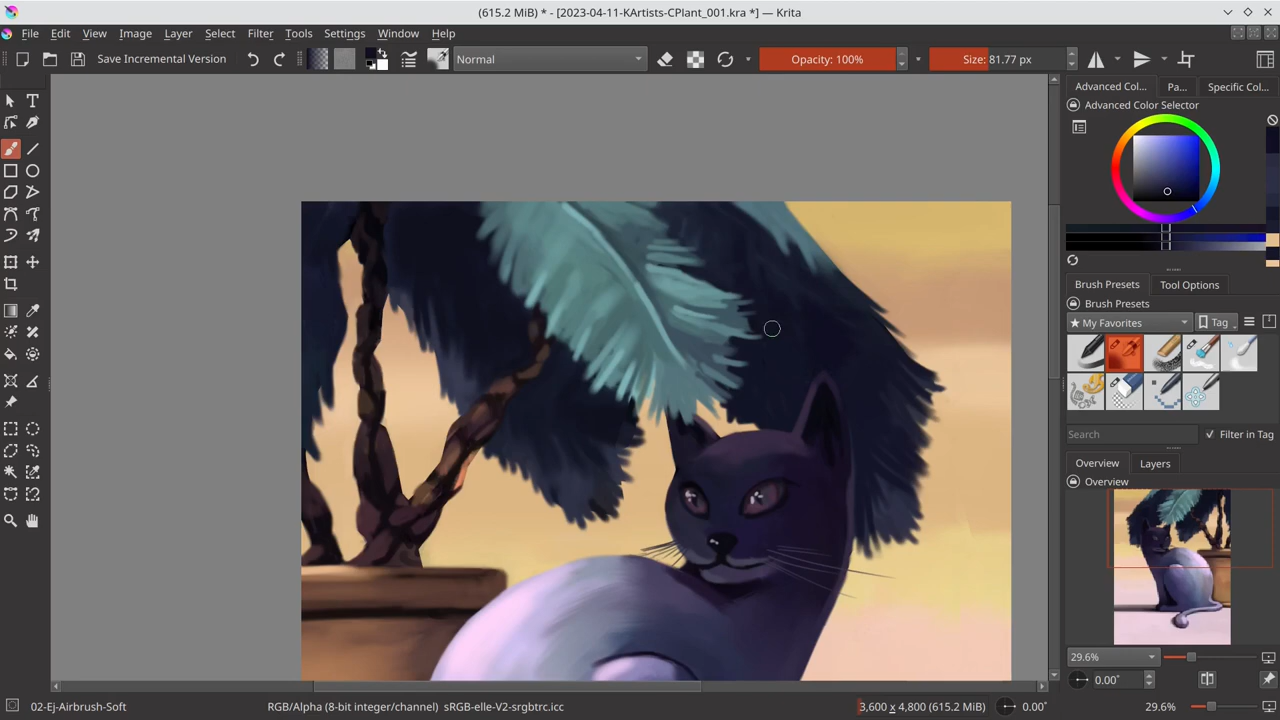 (615.2 MiB) * - [2023-04-11-KArtists-CPlant_001.kra *] — Krita
File Edit View Image Layer Select Filter Tools Settings Window Help
Save Incremental Version
Normal
Opacity: 100%
Size: 81.77 px
Advanced Col...
Pa...
Specific Col...
Advanced Color Selector
Brush Presets
Tool Options
Brush Presets
★ My Favorites
Tag
Search
Filter in Tag
Overview
Layers
Overview
29.6%
0.00°
02-Ej-Airbrush-Soft
RGB/Alpha (8-bit integer/channel) sRGB-elle-V2-srgbtrc.icc
3,600 x 4,800 (615.2 MiB)
0.00°
29.6%